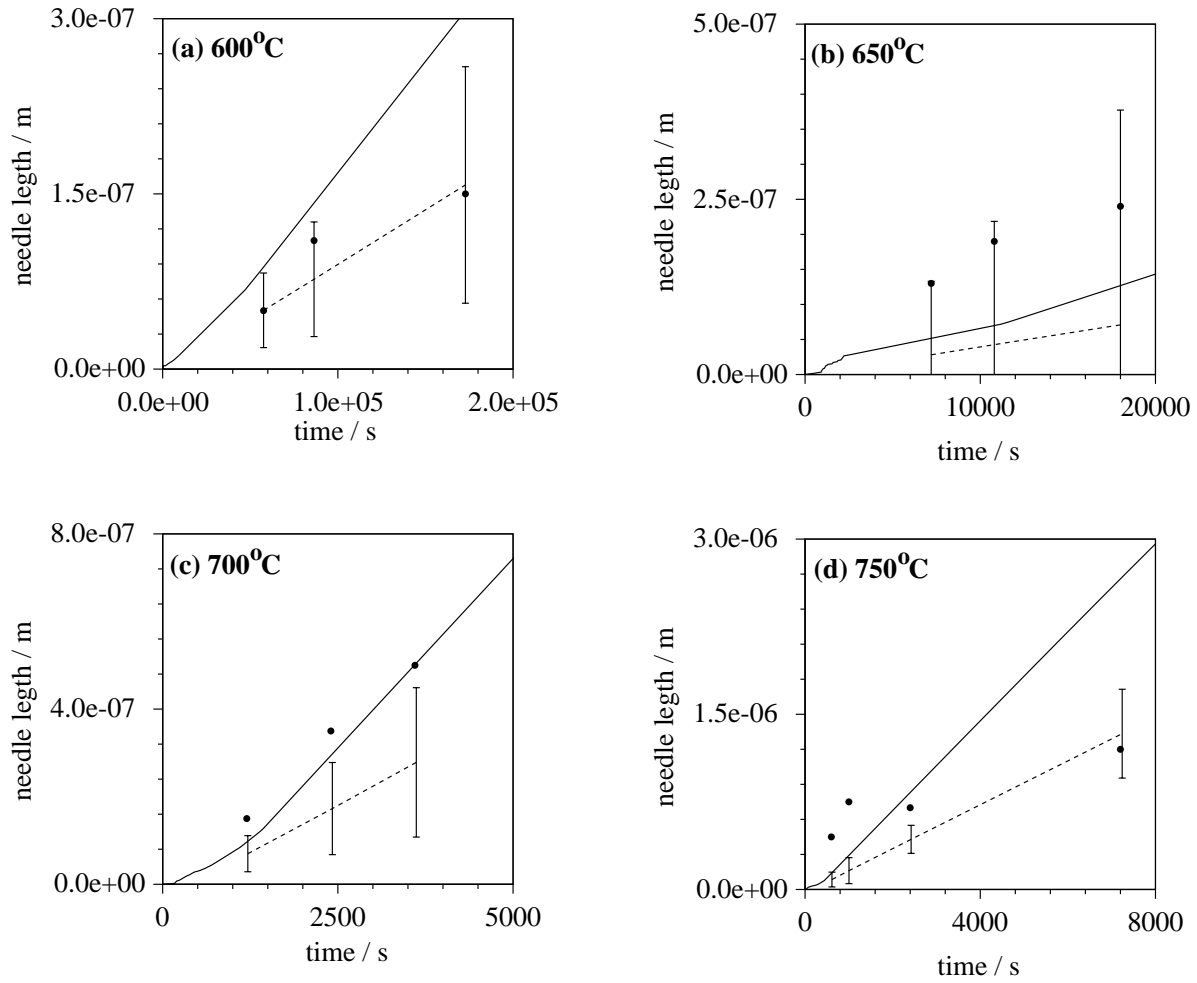 3.0e-07
(a) 600°C
needle legth / m
1.5e-07
0.0e+00
0.0e+00 1.0e+05 2.0e+05
time / s
5.0e-07
(b) 650°C
needle legth / m
2.5e-07
0.0e+00
0 10000 20000
time / s
8.0e-07
(c) 700°C
needle legth / m
4.0e-07
0.0e+00
0 2500 5000
time / s
3.0e-06
(d) 750°C
needle legth / m
1.5e-06
0.0e+00
0 4000 8000
time / s